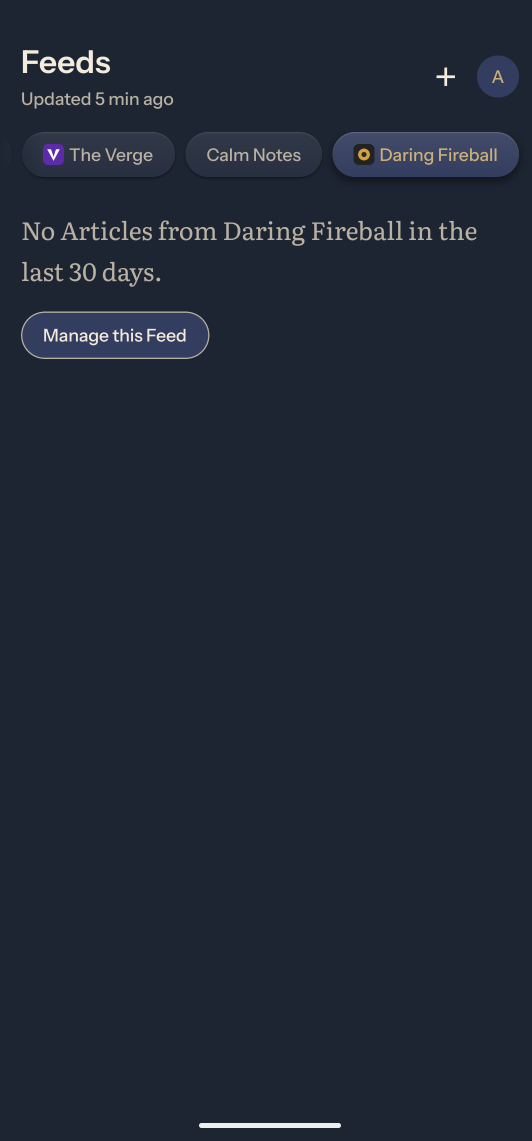 Feeds
Updated 5 min ago
+
A
The Verge
Calm Notes
Daring Fireball
No Articles from Daring Fireball in the
last 30 days.
Manage this Feed